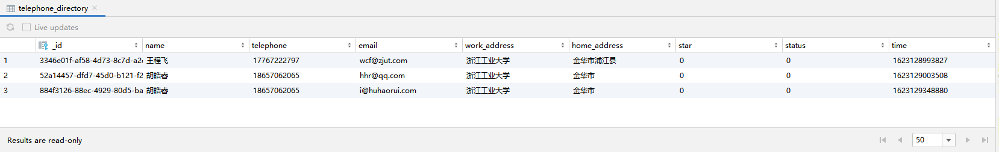 telephone_directory
Live updates
_id name telephone email work_address home_address star status time
1 3346e01f-af58-4d73-8c7d-a2 王程飞 17767222797 wcf@zjut.com 浙江工业大学 金华市浦江县 0 0 1623128993827
2 52a14457-dfd7-45d0-b121-f2 胡皓睿 18657062065 hhr@qq.com 浙江工业大学 金华市 0 0 1623129003508
3 884f3126-88ec-4929-80d5-ba 胡皓睿 18657062065 i@huhaorui.com 浙江工业大学 金华市 0 0 1623129348880
Results are read-only
50